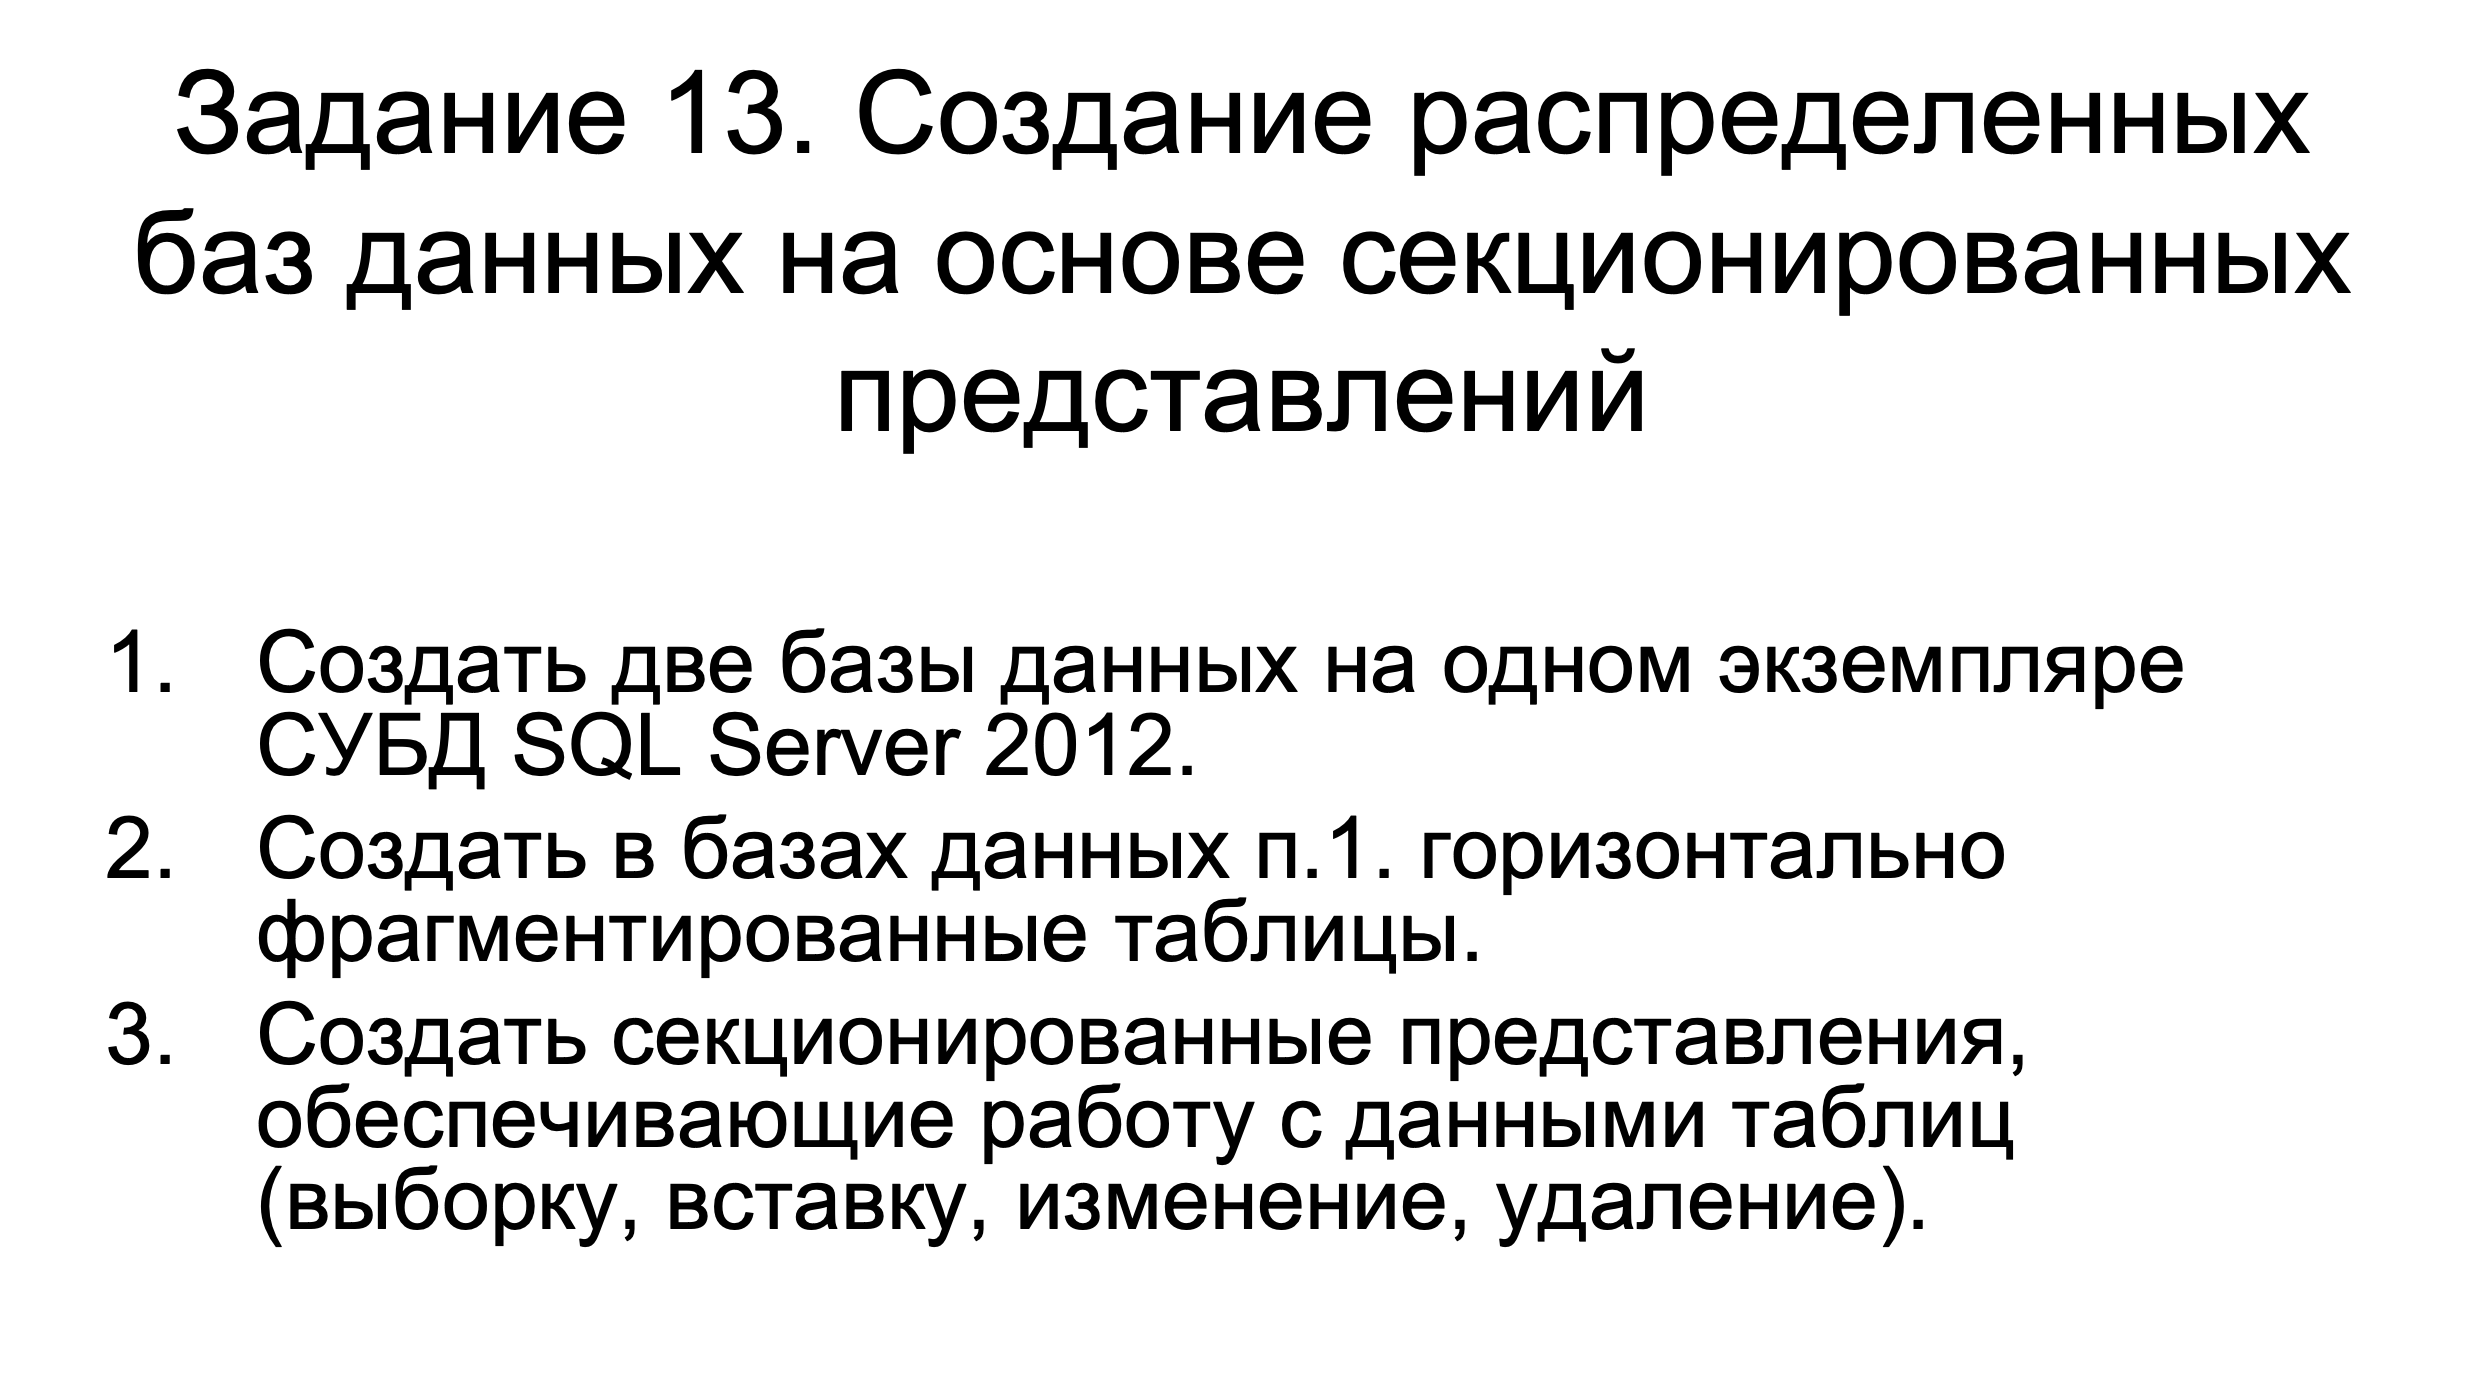 Задание 13. Создание распределенных
баз данных на основе секционированных
представлений
1. Создать две базы данных на одном экземпляре
СУБД SQL Server 2012.
2. Создать в базах данных п.1. горизонтально
фрагментированные таблицы.
3. Создать секционированные представления,
обеспечивающие работу с данными таблиц
(выборку, вставку, изменение, удаление).